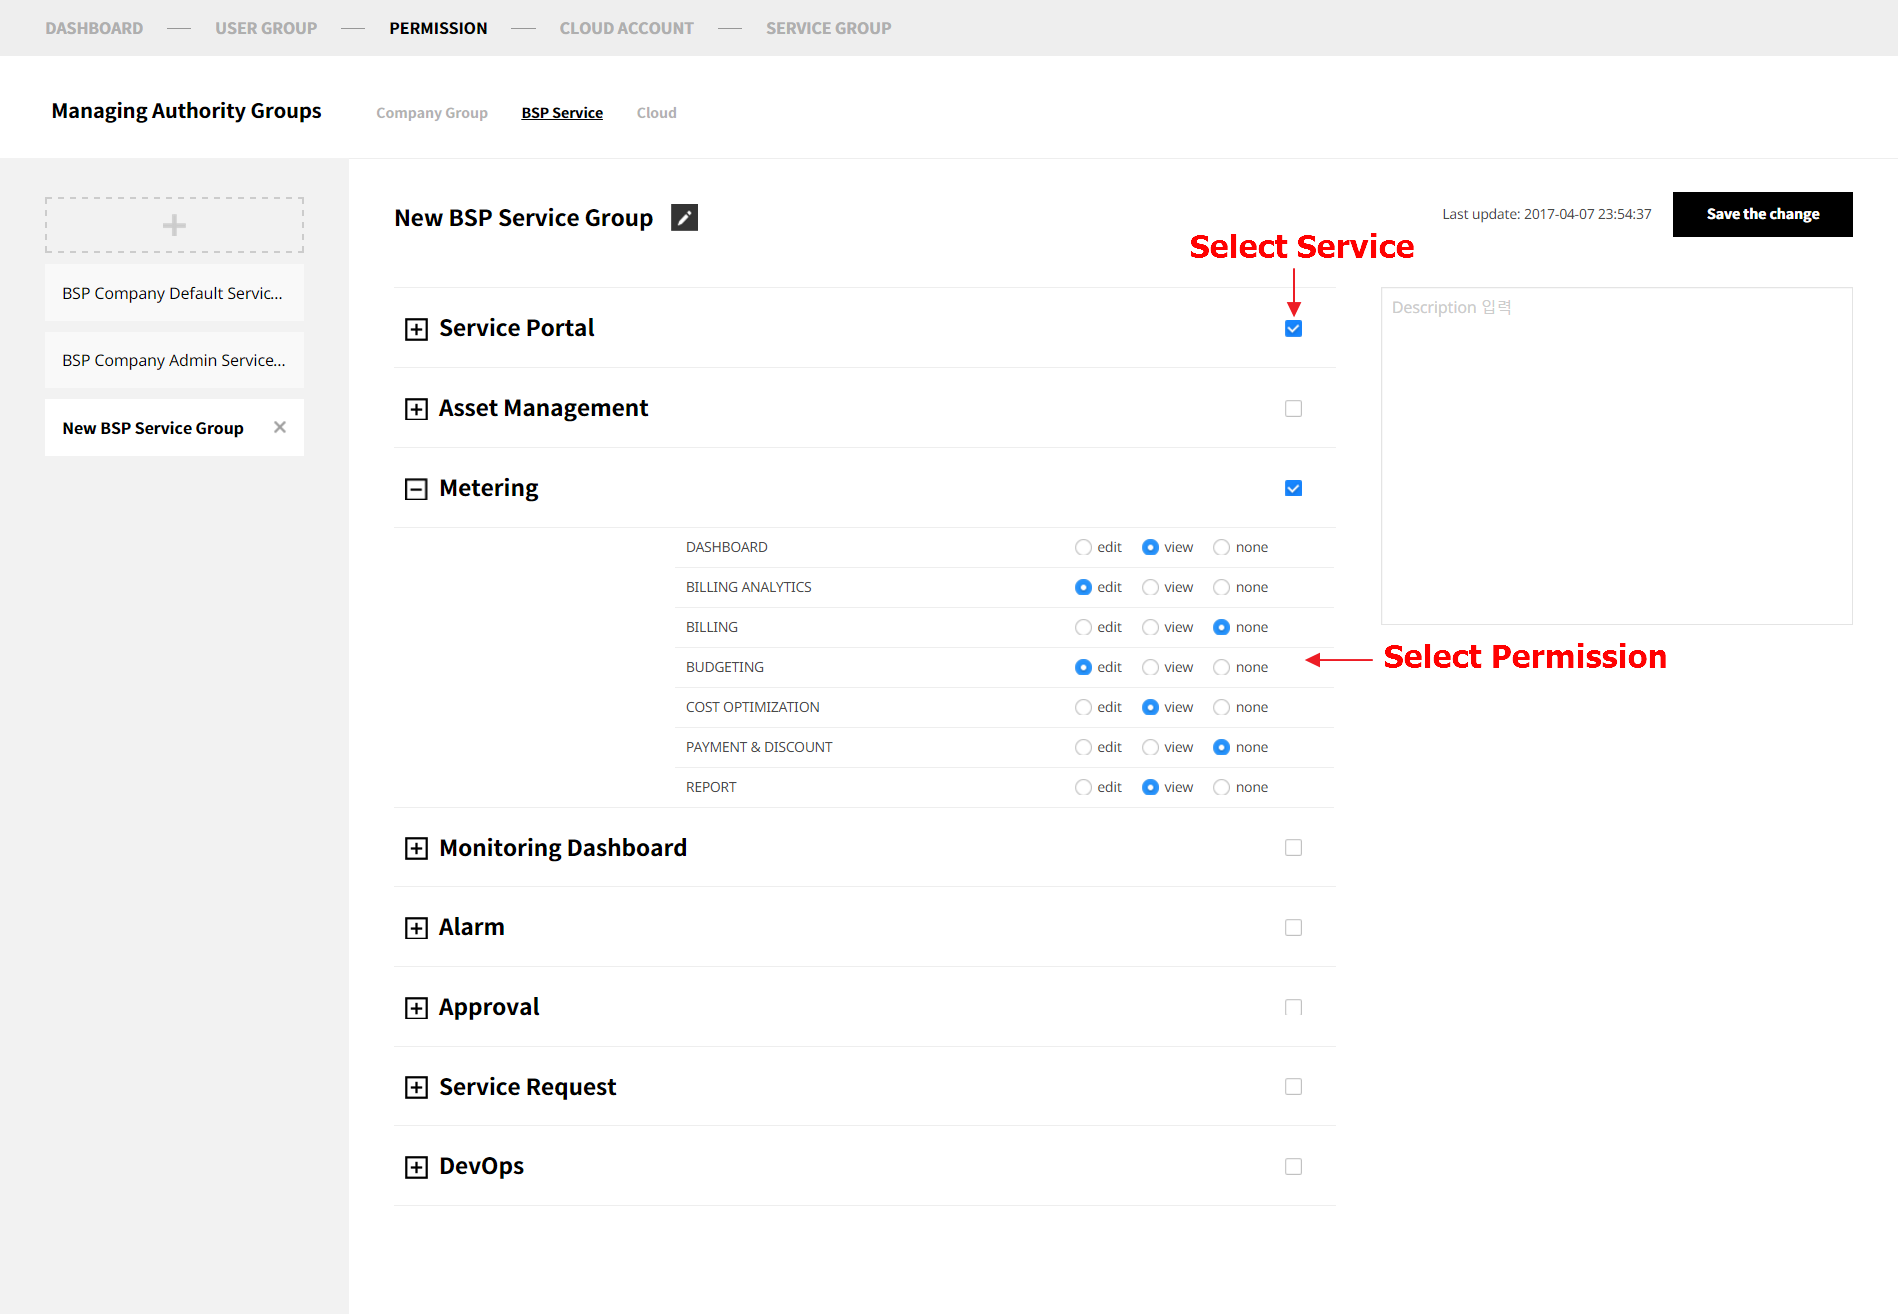 DASHBOARD USER GROUP PERMISSION CLOUD ACCOUNT SERVICE GROUP
Managing Authority Groups Company Group BSP Service Cloud
BSP Company Default Servic...
BSP Company Admin Service...
New BSP Service Group
New BSP Service Group
Last update: 2017-04-07 23:54:37 Save the change
Select Service
Service Portal
Asset Management
Metering
DASHBOARD edit view none
BILLING ANALYTICS edit view none
BILLING edit view none
BUDGETING edit view none
COST OPTIMIZATION edit view none
PAYMENT & DISCOUNT edit view none
REPORT edit view none
Monitoring Dashboard
Alarm
Approval
Service Request
DevOps
Description 입력
Select Permission